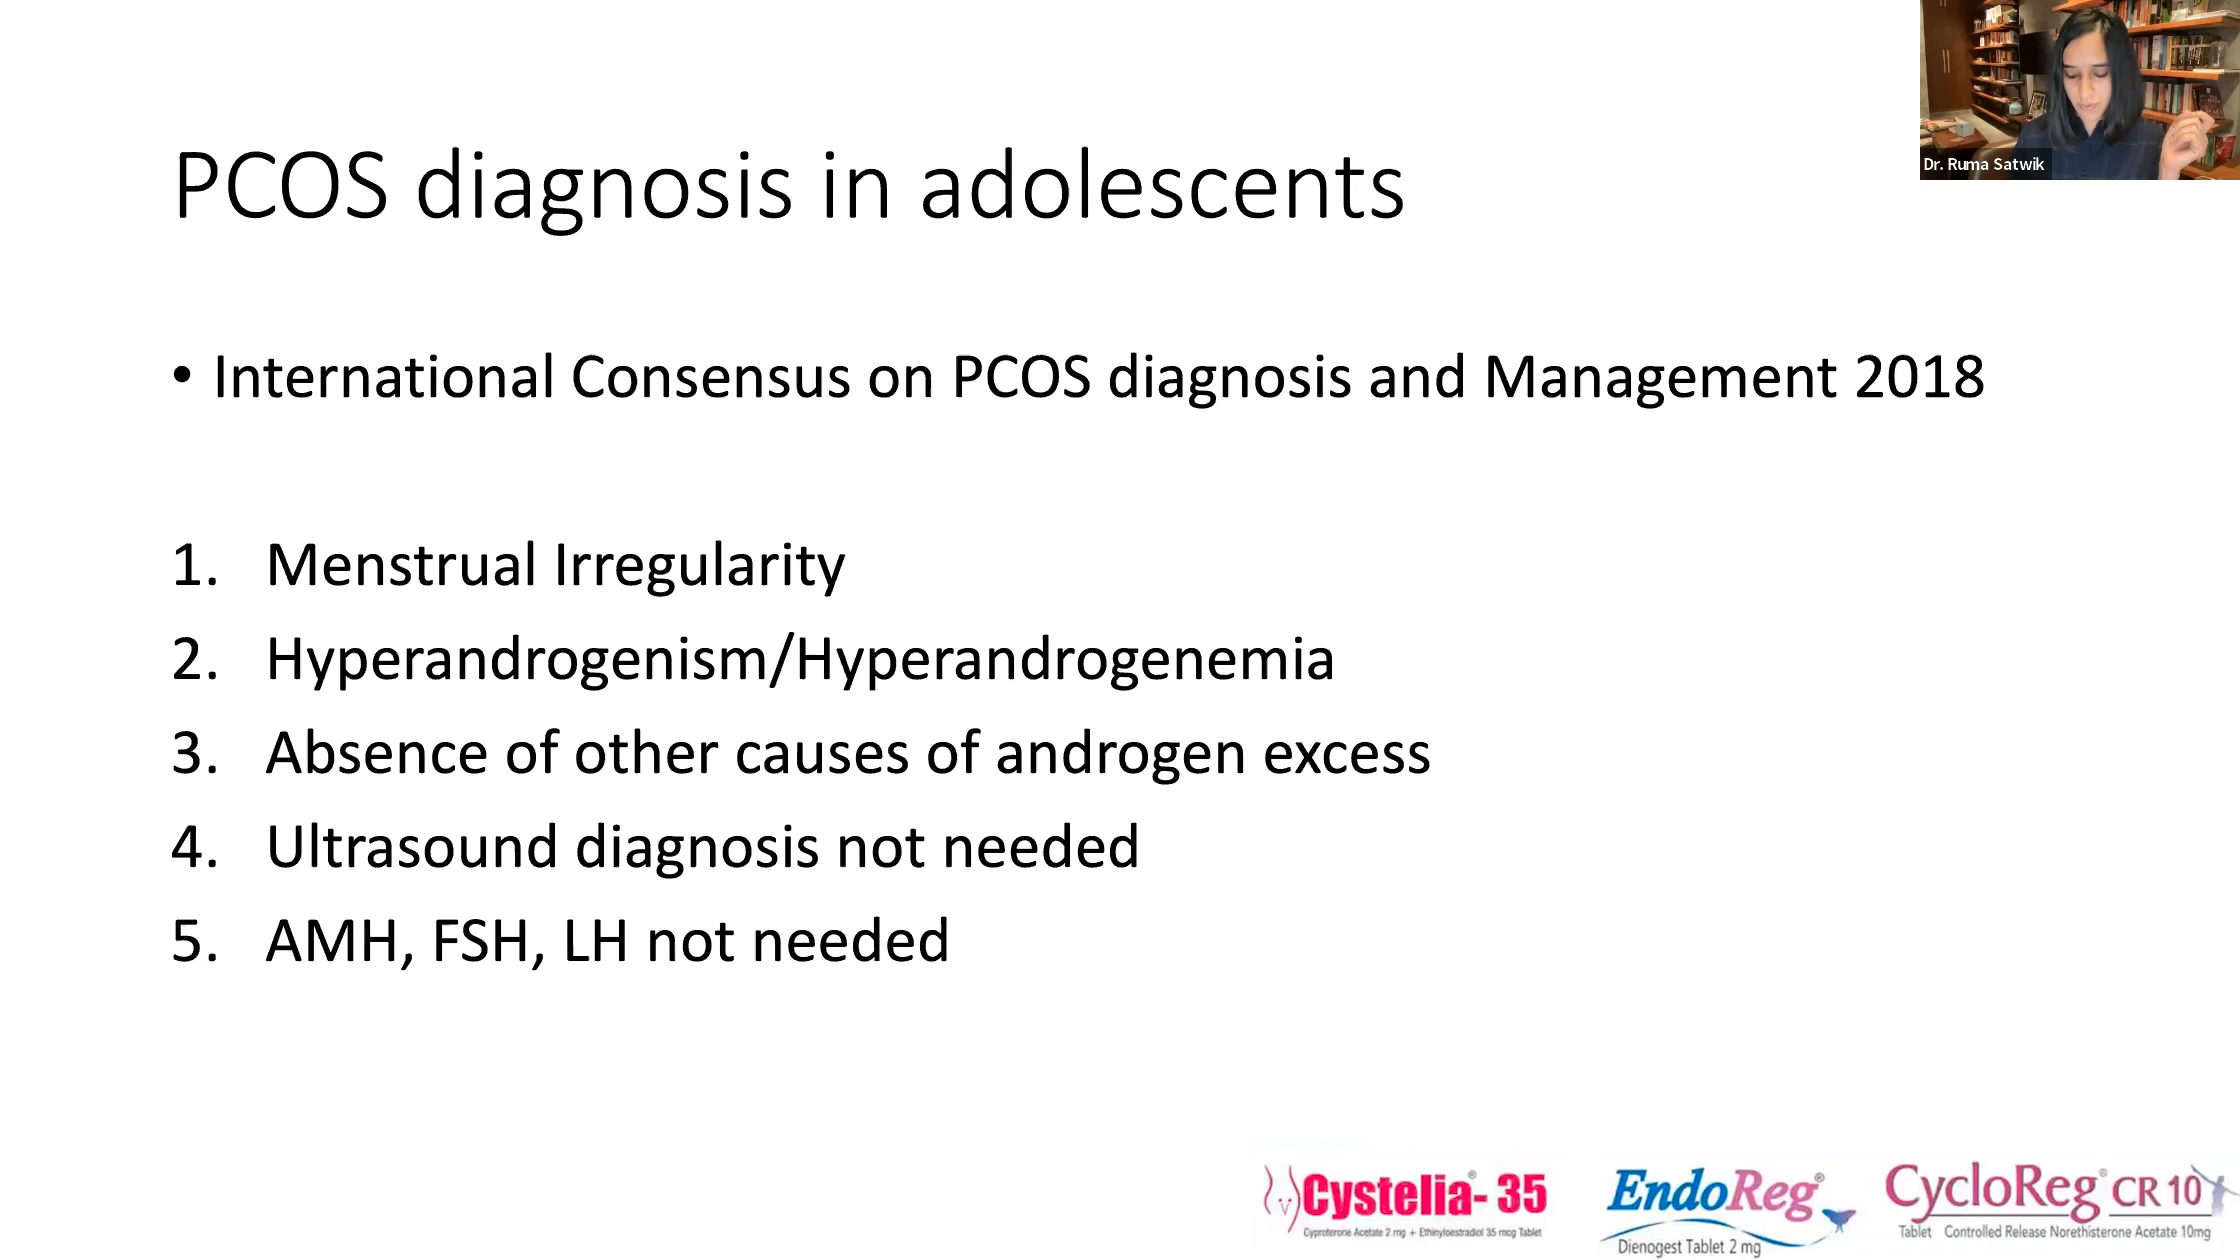 Dr. Ruma Satwik
PCOS diagnosis in adolescents
• International Consensus on PCOS diagnosis and Management 2018
1. Menstrual Irregularity
2. Hyperandrogenism/Hyperandrogenemia
3. Absence of other causes of androgen excess
4. Ultrasound diagnosis not needed
5. AMH, FSH, LH not needed
Cystelia®- 35
Cyproterone Acetate 2 mg + Ethinyloestradiol 35 mcg Tablet
EndoReg®
Dienogest Tablet 2 mg
CycloReg® CR 10
Tablet Controlled Release Norethisterone Acetate 10mg